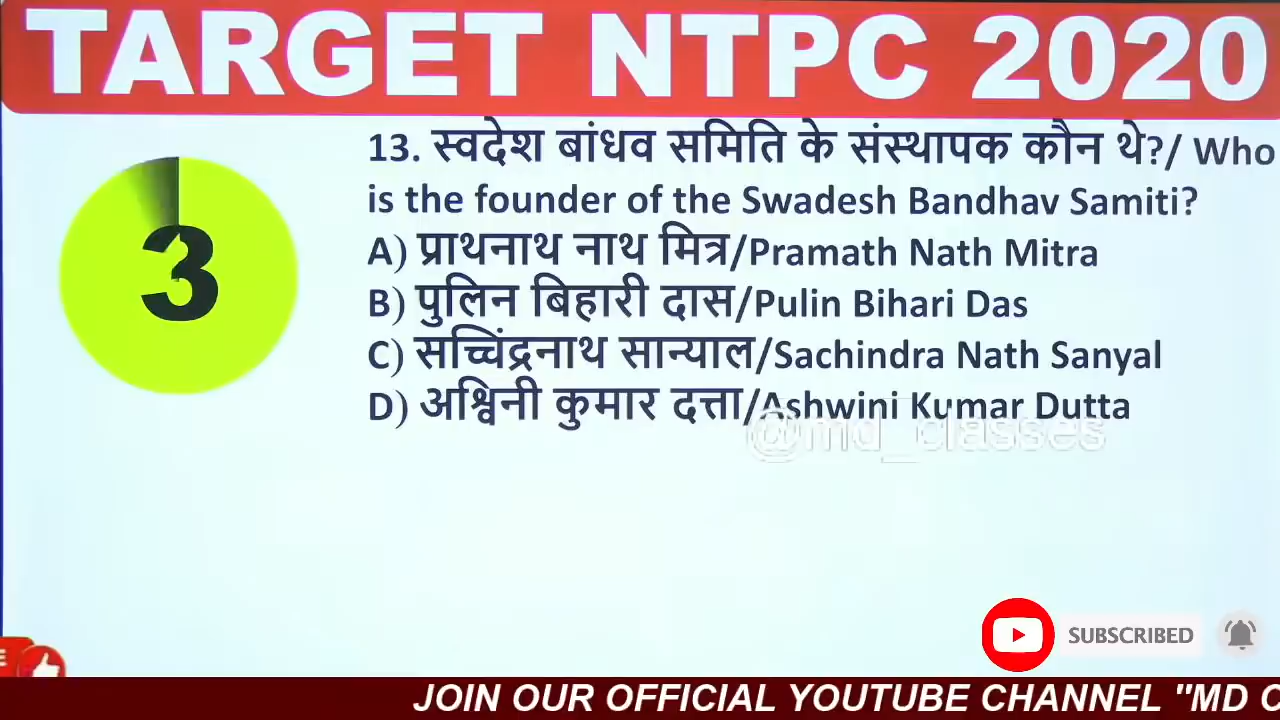 TARGET NTPC 2020
13. स्वदेश बांधव समिति के संस्थापक कौन थे?/ Who
is the founder of the Swadesh Bandhav Samiti?
A) प्राथनाथ नाथ मित्र/Pramath Nath Mitra
B) पुलिन बिहारी दास/Pulin Bihari Das
C) सच्चिंद्रनाथ सान्याल/Sachindra Nath Sanyal
D) अश्विनी कुमार दत्ता/Ashwini Kumar Dutta
@md_classes
3
SUBSCRIBED
JOIN OUR OFFICIAL YOUTUBE CHANNEL "MD